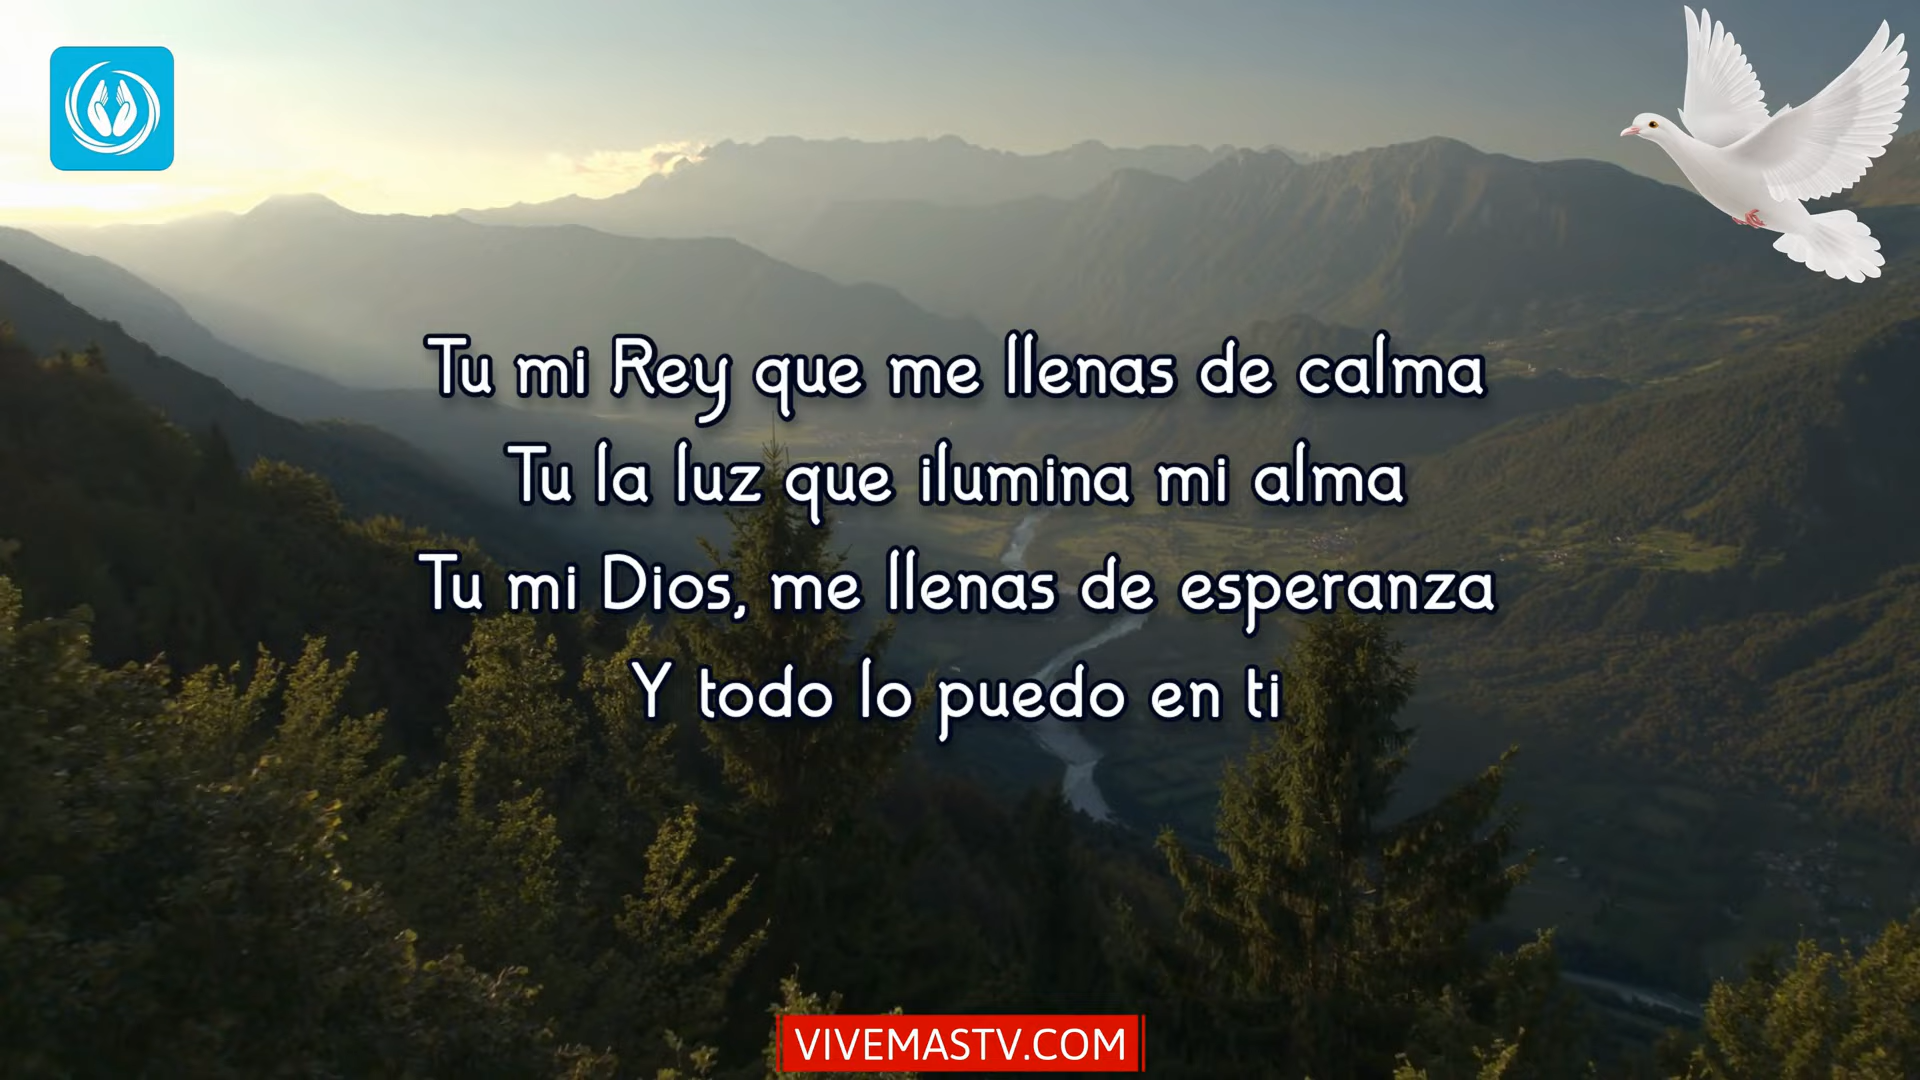 Tu mi Rey que me llenas de calma
Tu la luz que ilumina mi alma
Tu mi Dios, me llenas de esperanza
Y todo lo puedo en ti
VIVEMASTV.COM